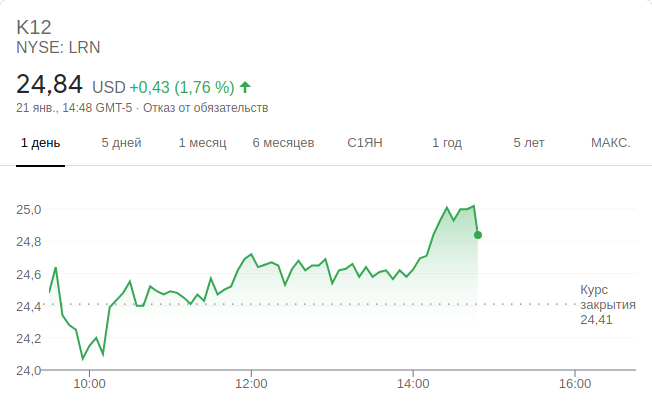 K12
NYSE: LRN
24,84 USD +0,43 (1,76 %)
21 янв., 14:48 GMT-5 · Отказ от обязательств
1 день 5 дней 1 месяц 6 месяцев С1ЯН 1 год 5 лет МАКС.
25,0
24,8
24,6
24,4
24,2
24,0
Курс
закрытия
24,41
10:00 12:00 14:00 16:00